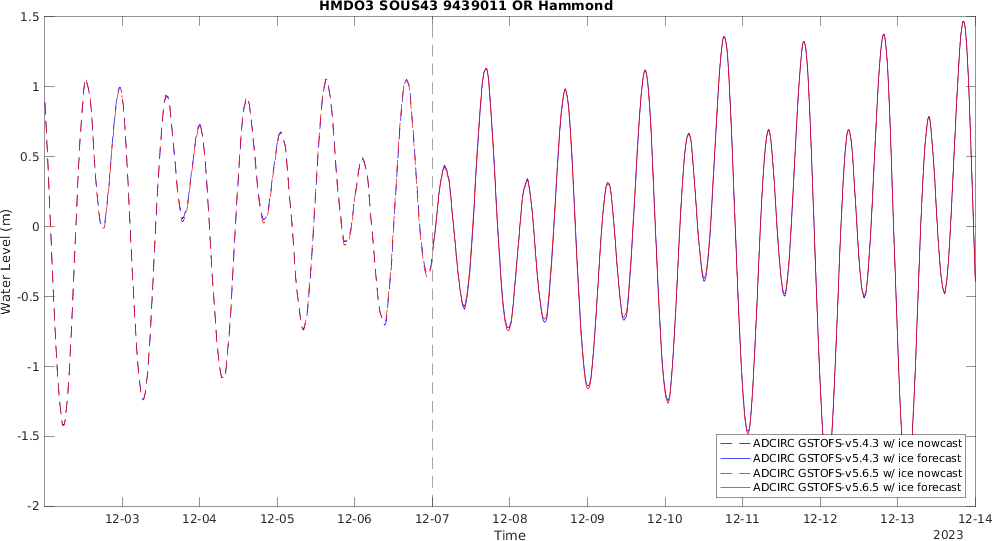 HMDO3 SOUS43 9439011 OR Hammond
1.5
1
0.5
0
-0.5
-1
-1.5
-2
Water Level (m)
ADCIRC GSTOFS-v5.4.3 w/ ice nowcast
ADCIRC GSTOFS-v5.4.3 w/ ice forecast
ADCIRC GSTOFS-v5.6.5 w/ ice nowcast
ADCIRC GSTOFS-v5.6.5 w/ ice forecast
12-03 12-04 12-05 12-06 12-07 12-08 12-09 12-10 12-11 12-12 12-13 12-14
Time
2023